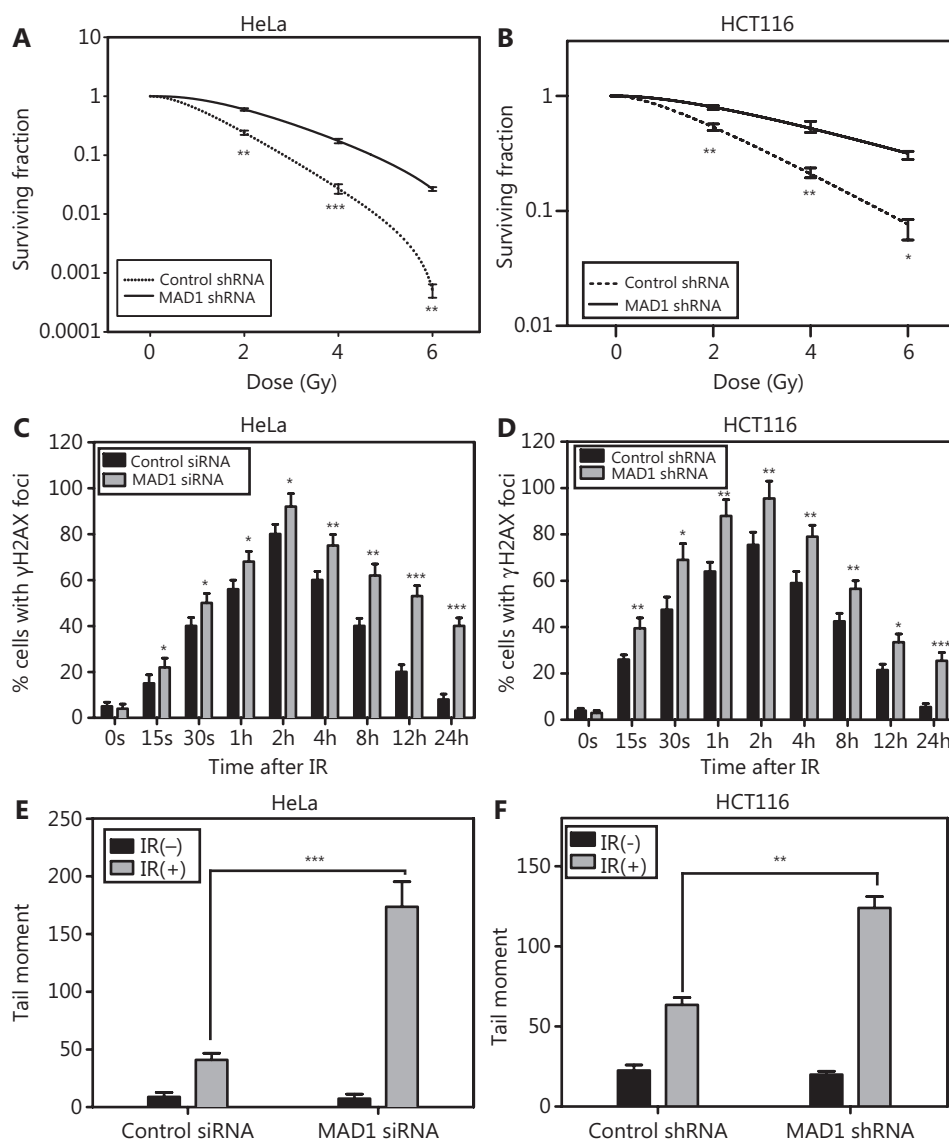 A
HeLa
10
1
0.1
0.01
0.001
0.0001
Surviving fraction
**
***
**
Control shRNA
MAD1 shRNA
0 2 4 6
Dose (Gy)
B
HCT116
1
0.1
0.01
Surviving fraction
**
**
*
Control shRNA
MAD1 shRNA
0 2 4 6
Dose (Gy)
C
HeLa
120
100
80
60
40
20
0
% cells with γH2AX foci
Control siRNA
MAD1 siRNA
* * * * ** ** *** ***
0s 15s 30s 1h 2h 4h 8h 12h 24h
Time after IR
D
HCT116
120
100
80
60
40
20
0
% cells with γH2AX foci
Control shRNA
MAD1 shRNA
** * ** ** ** ** * ***
0s 15s 30s 1h 2h 4h 8h 12h 24h
Time after IR
E
HeLa
250
200
150
100
50
0
Tail moment
IR(–)
IR(+)
***
Control siRNA MAD1 siRNA
F
HCT116
150
100
50
0
Tail moment
IR(-)
IR(+)
**
Control shRNA MAD1 shRNA